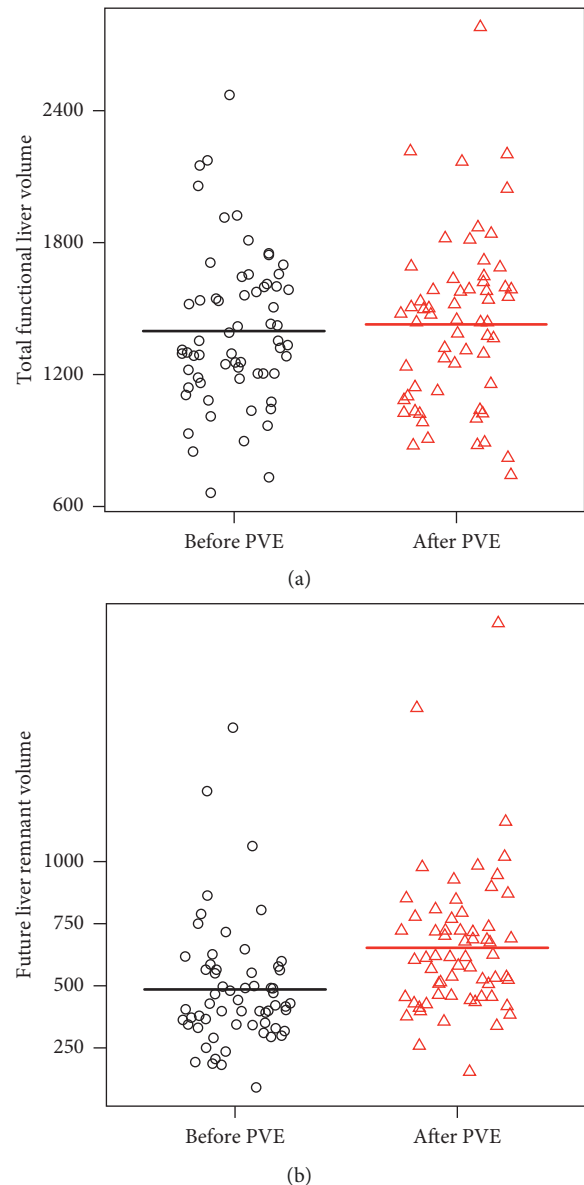 Total functional liver volume
2400
1800
1200
600
Before PVE
After PVE
(a)
Future liver remnant volume
1000
750
500
250
Before PVE
After PVE
(b)